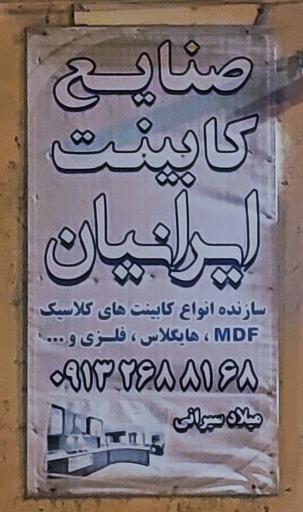 صنایع
کابینت
ایرانیان
سازنده انواع کابینت های کلاسیک
MDF ، هایگلاس ، فلزی و ...
۰۹۱۳ ۲۶۸ ۸۱ ۶۸
میلاد سیرانی